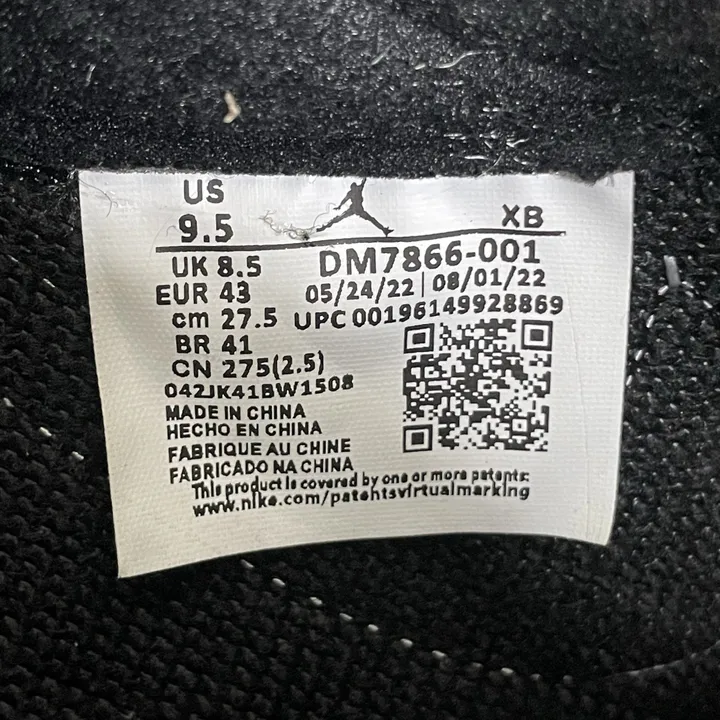 US
9.5
XB
UK 8.5
DM7866-001
EUR 43
05/24/22 | 08/01/22
cm 27.5
UPC 00196149928869
BR 41
CN 275(2.5)
042JK41BW1508
MADE IN CHINA
HECHO EN CHINA
FABRIQUE AU CHINE
FABRICADO NA CHINA
This product is covered by one or more patents:
www.nike.com/patentsvirtualmarking